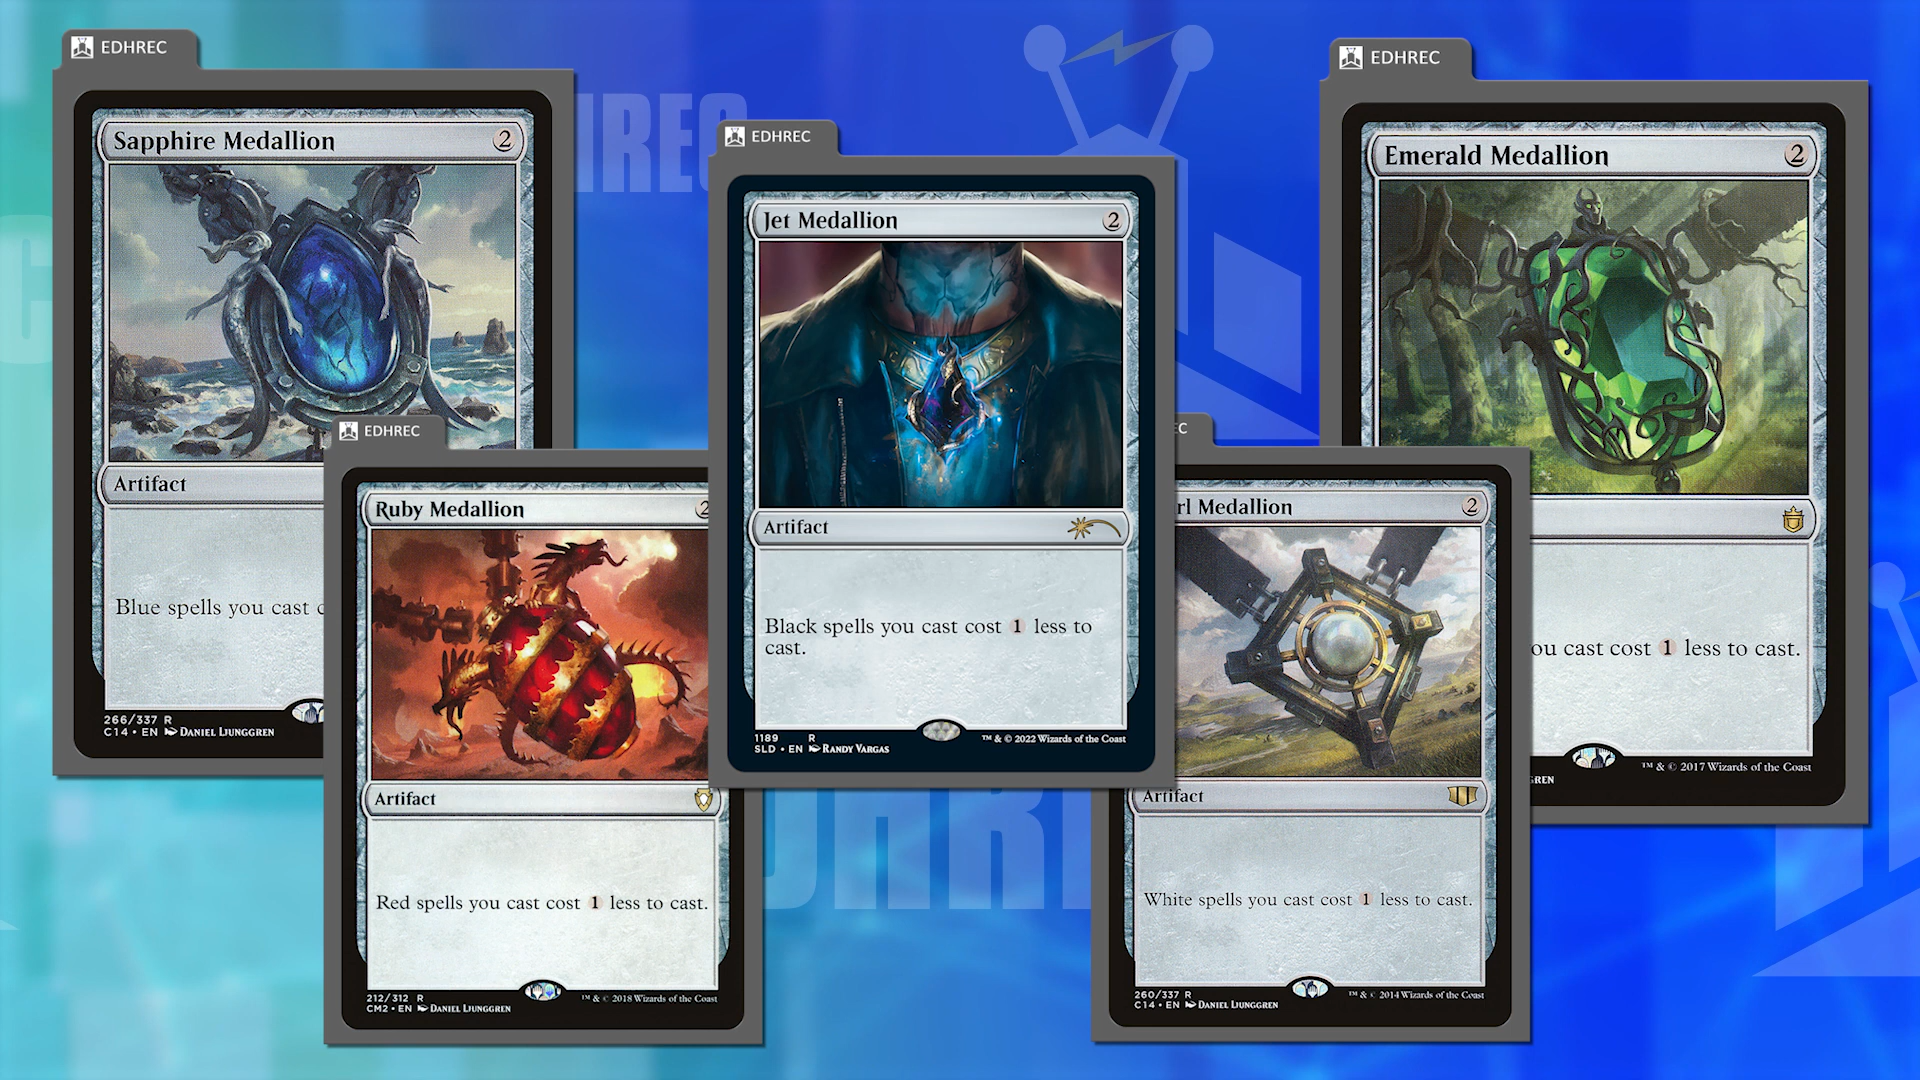 EDHREC
Sapphire Medallion 2
Artifact
Blue spells you cast
266/337 R
C14 • EN DANIEL LJUNGGREN
EDHREC
Ruby Medallion 2
Artifact
Red spells you cast cost 1 less to cast.
212/312 R
CM2 • EN DANIEL LJUNGGREN
™ & © 2018 Wizards of the Coast
EDHREC
Jet Medallion 2
Artifact
Black spells you cast cost 1 less to
cast.
1189 R
SLD • EN RANDY VARGAS
™ & © 2022 Wizards of the Coast
EC
rl Medallion 2
Artifact
White spells you cast cost 1 less to cast.
260/337 R
C14 • EN DANIEL LJUNGGREN
™ & © 2014 Wizards of the Coast
EDHREC
Emerald Medallion 2
ou cast cost 1 less to cast.
GREN
™ & © 2017 Wizards of the Coast
HREC
DHR